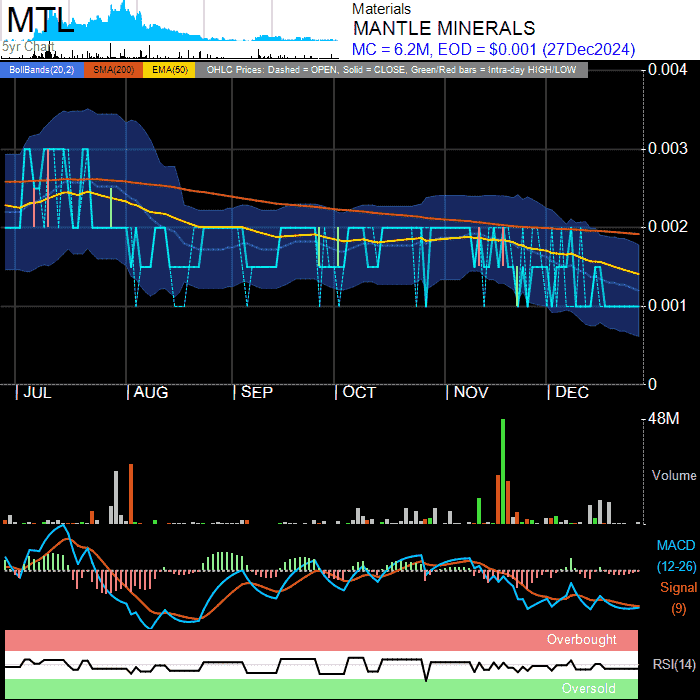 MTL
5yr Chart
Materials
MANTLE MINERALS
MC = 6.2M, EOD = $0.001 (27Dec2024)
BollBands(20,2) SMA(200) EMA(50) OHLC Prices: Dashed = OPEN, Solid = CLOSE, Green/Red bars = Intra-day HIGH/LOW
0.004
0.003
0.002
0.001
0
JUL AUG SEP OCT NOV DEC
48M
Volume
MACD
(12-26)
Signal
(9)
Overbought
RSI(14)
Oversold